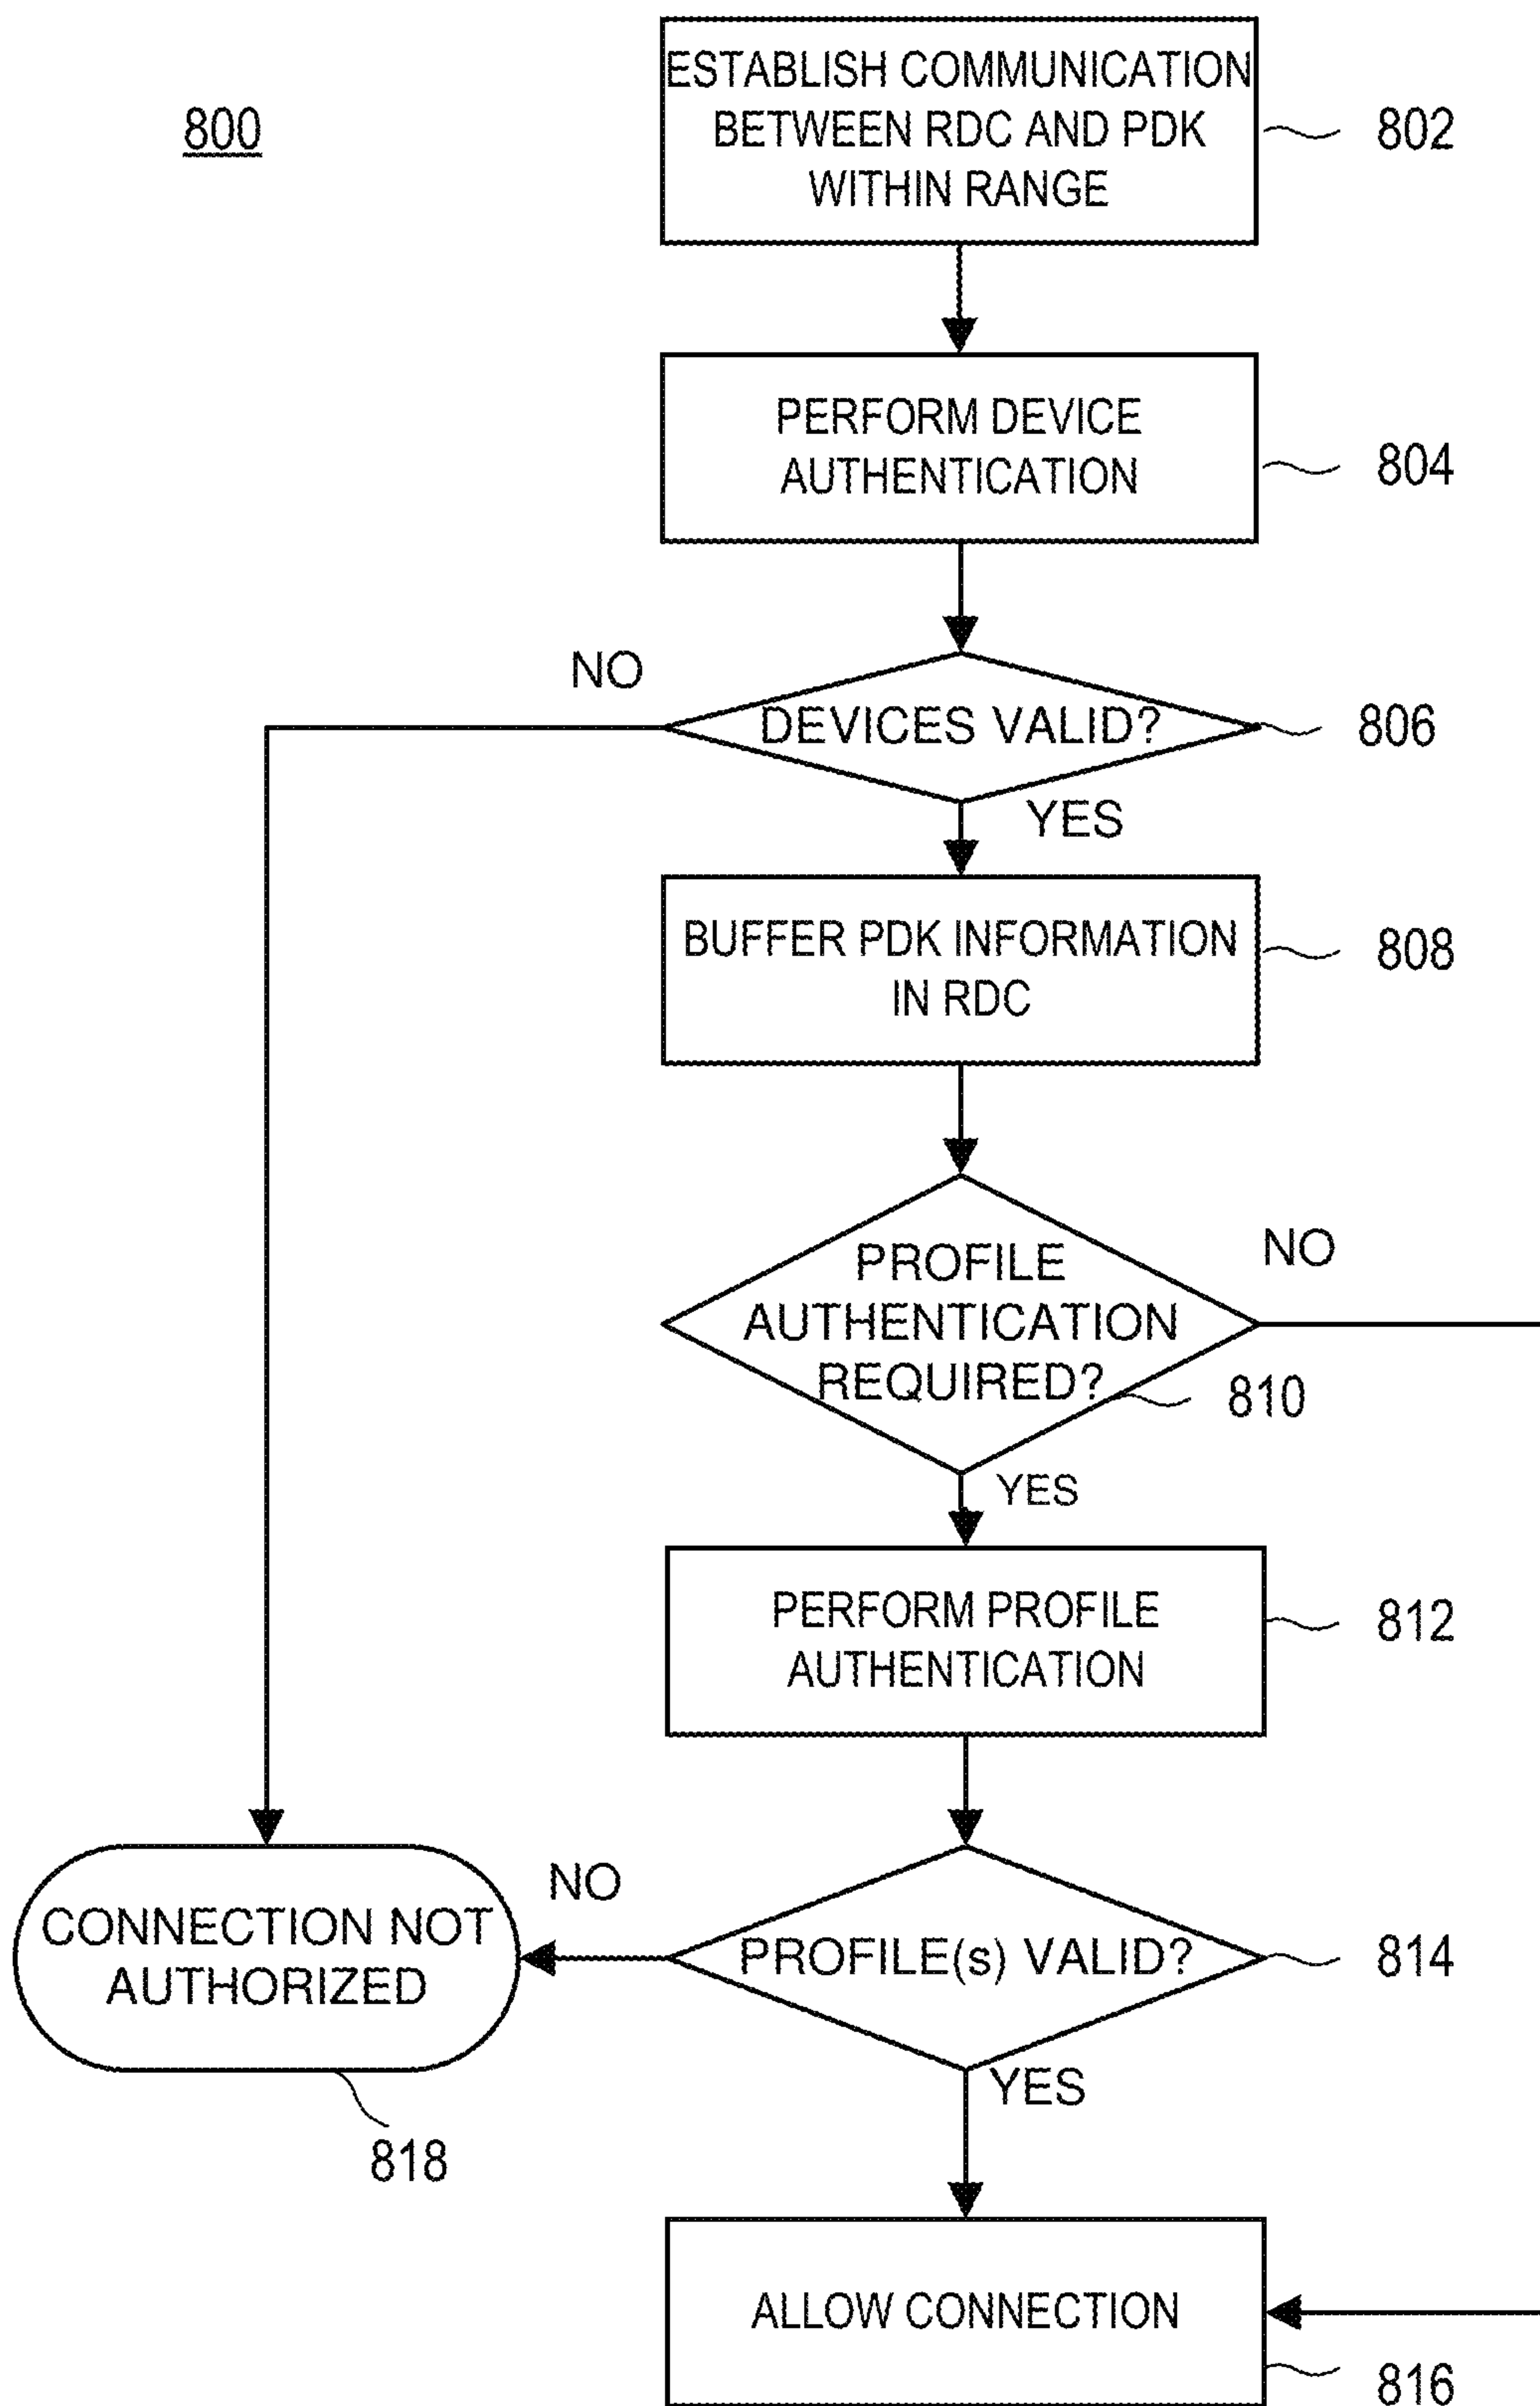 800
ESTABLISH COMMUNICATION
BETWEEN RDC AND PDK
WITHIN RANGE
802
PERFORM DEVICE
AUTHENTICATION
804
NO
DEVICES VALID?
806
YES
BUFFER PDK INFORMATION
IN RDC
808
PROFILE
AUTHENTICATION
REQUIRED?
NO
810
YES
PERFORM PROFILE
AUTHENTICATION
812
CONNECTION NOT
AUTHORIZED
NO
PROFILE(s) VALID?
814
YES
818
ALLOW CONNECTION
816